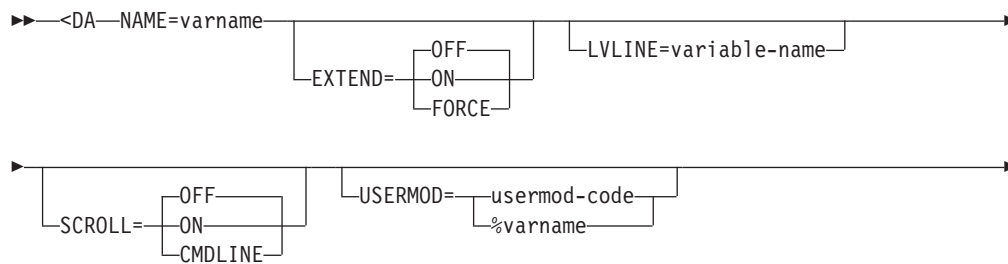 <DA NAME=varname
OFF
EXTEND= ON
FORCE
LVLINE=variable-name
OFF
SCROLL= ON
CMDLINE
USERMOD= usermod-code
%varname